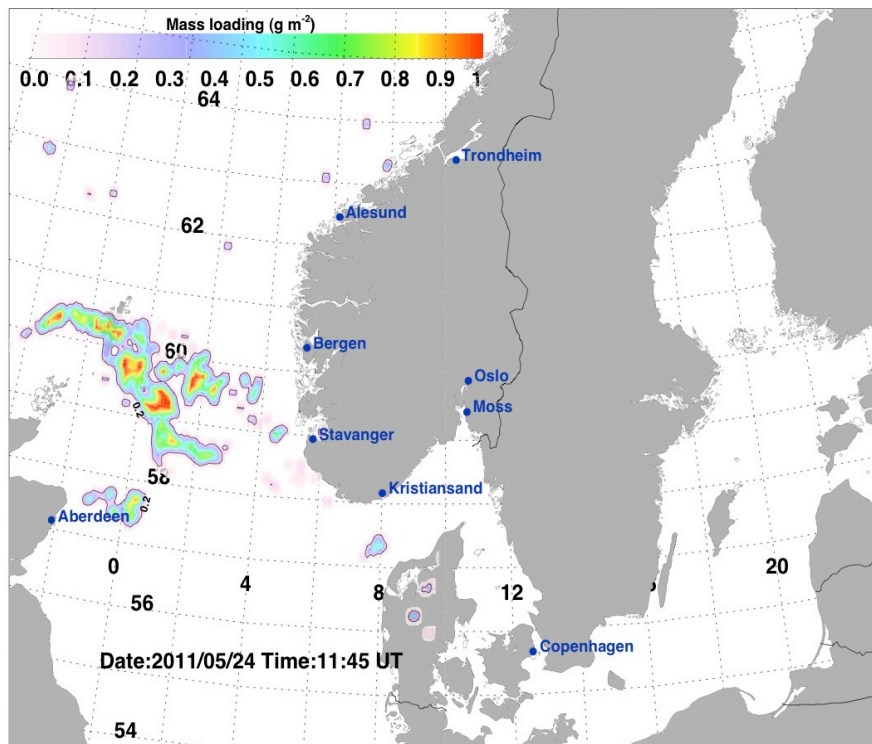 Mass loading (g m-2)
0.0 0.1 0.2 0.3 0.4 0.5 0.6 0.7 0.8 0.9 1
64
Trondheim
Alesund
62
Bergen
60
Oslo
0.2
Moss
Stavanger
58
Kristiansand
0.2
Aberdeen
0 4 8 12 20
56
Copenhagen
Date:2011/05/24 Time:11:45 UT
54